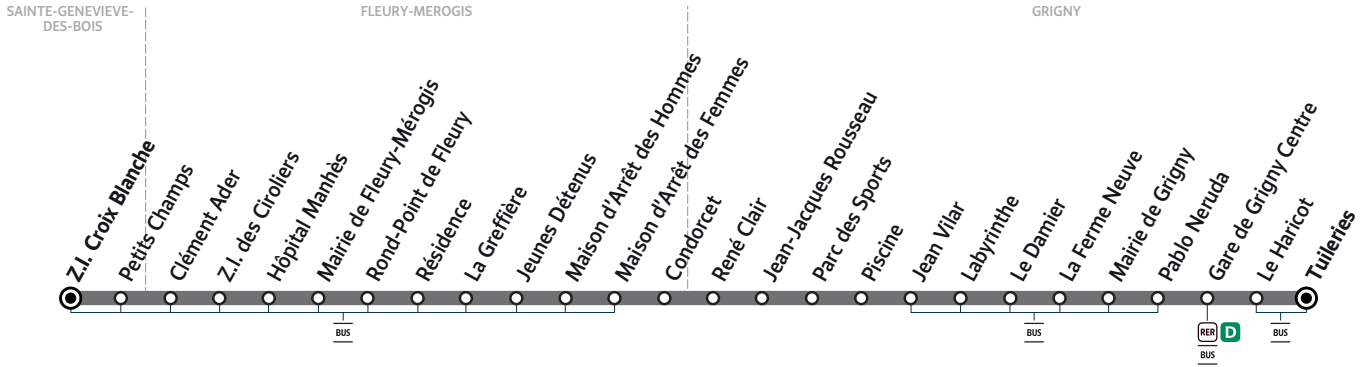 SAINTE-GENEVIEVE-
DES-BOIS
FLEURY-MEROGIS
GRIGNY
Z.I. Croix Blanche
Petits Champs
Clément Ader
Z.I. des Ciroliers
Hôpital Manhès
Mairie de Fleury-Mérogis
Rond-Point de Fleury
Résidence
La Greffière
Jeunes Détenus
Maison d'Arrêt des Hommes
Maison d'Arrêt des Femmes
Condorcet
René Clair
Jean-Jacques Rousseau
Parc des Sports
Piscine
Jean Vilar
Labyrinthe
Le Damier
La Ferme Neuve
Mairie de Grigny
Pablo Neruda
Gare de Grigny Centre
Le Haricot
Tuileries
BUS
BUS
RER D
BUS
BUS